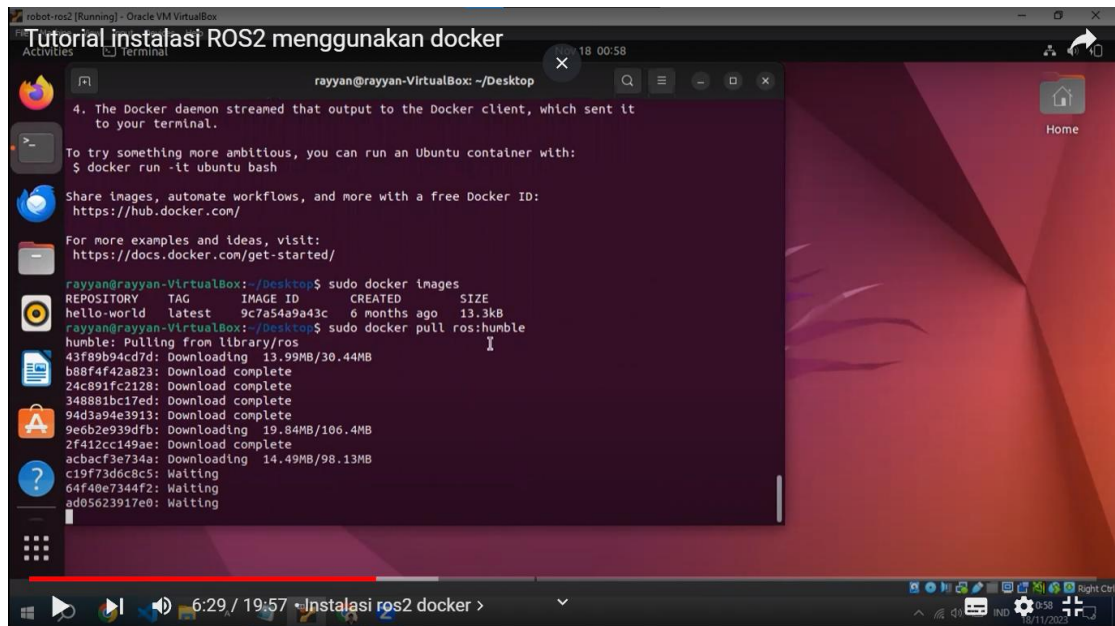 robot-ros2 [Running] - Oracle VM VirtualBox
Tutorial instalasi ROS2 menggunakan docker
Activities Terminal Nov 18 00:58
rayyan@rayyan-VirtualBox: ~/Desktop
4. The Docker daemon streamed that output to the Docker client, which sent it
to your terminal.
To try something more ambitious, you can run an Ubuntu container with:
$ docker run -it ubuntu bash
Share images, automate workflows, and more with a free Docker ID:
https://hub.docker.com/
For more examples and ideas, visit:
https://docs.docker.com/get-started/
rayyan@rayyan-VirtualBox:~/Desktop$ sudo docker images
REPOSITORY TAG IMAGE ID CREATED SIZE
hello-world latest 9c7a54a9a43c 6 months ago 13.3kB
rayyan@rayyan-VirtualBox:~/Desktop$ sudo docker pull ros:humble
humble: Pulling from library/ros
43f89b94cd7d: Downloading 13.99MB/30.44MB
b88f4f42a823: Download complete
24c891fc2128: Download complete
348881bc17ed: Download complete
94d3a94e3913: Download complete
9e6b2e939dfb: Downloading 19.84MB/106.4MB
2f412cc149ae: Download complete
acbacf3e734a: Downloading 14.49MB/98.13MB
c19f73d6c8c5: Waiting
64f40e7344f2: Waiting
ad05623917e0: Waiting
Home
Right Ctrl
6:29 / 19:57 • Instalasi ros2 docker >
IND
0:58
18/11/2023